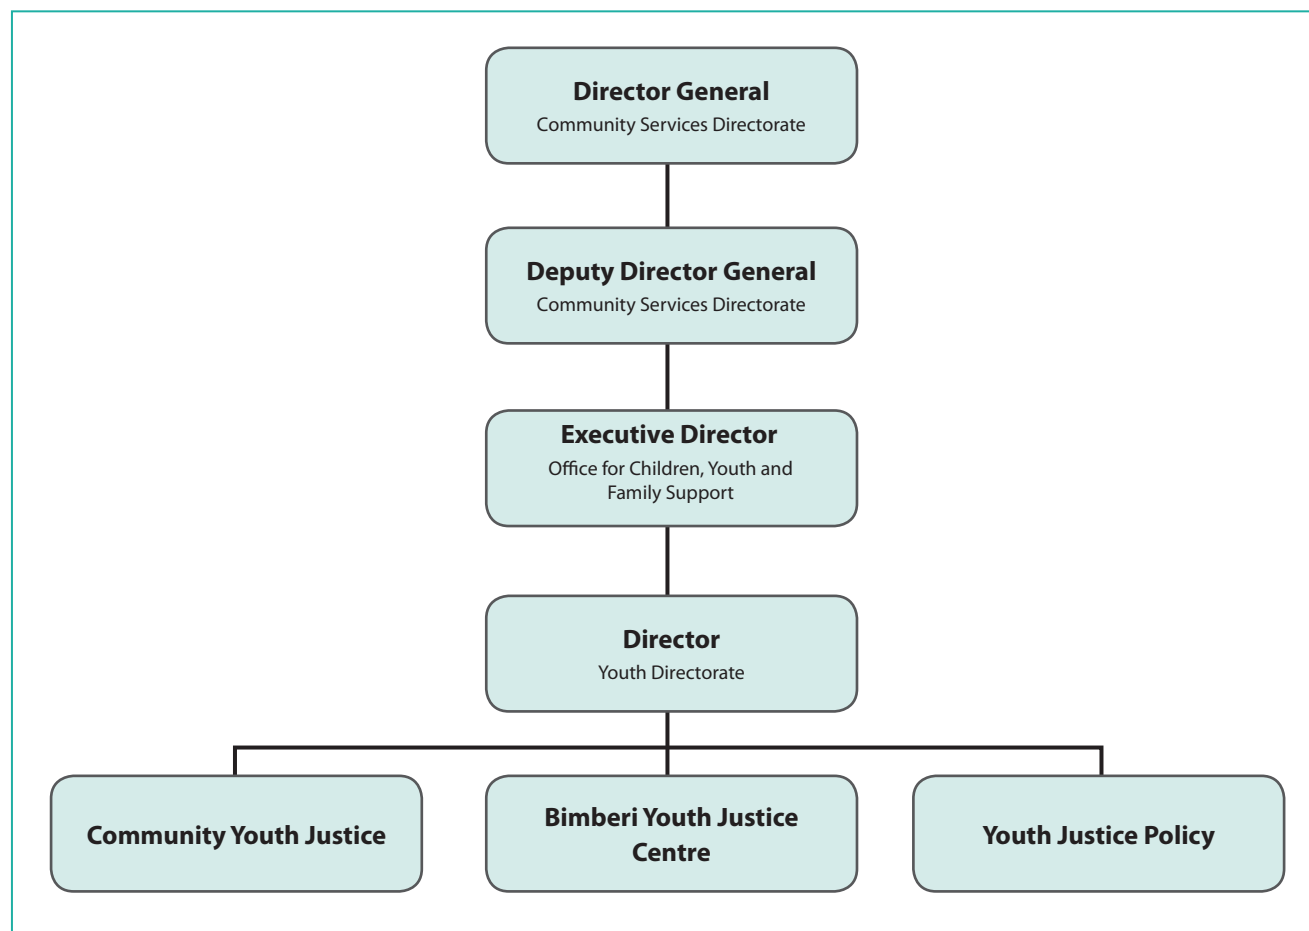 Director General
Community Services Directorate
Deputy Director General
Community Services Directorate
Executive Director
Office for Children, Youth and
Family Support
Director
Youth Directorate
Community Youth Justice
Bimberi Youth Justice
Centre
Youth Justice Policy